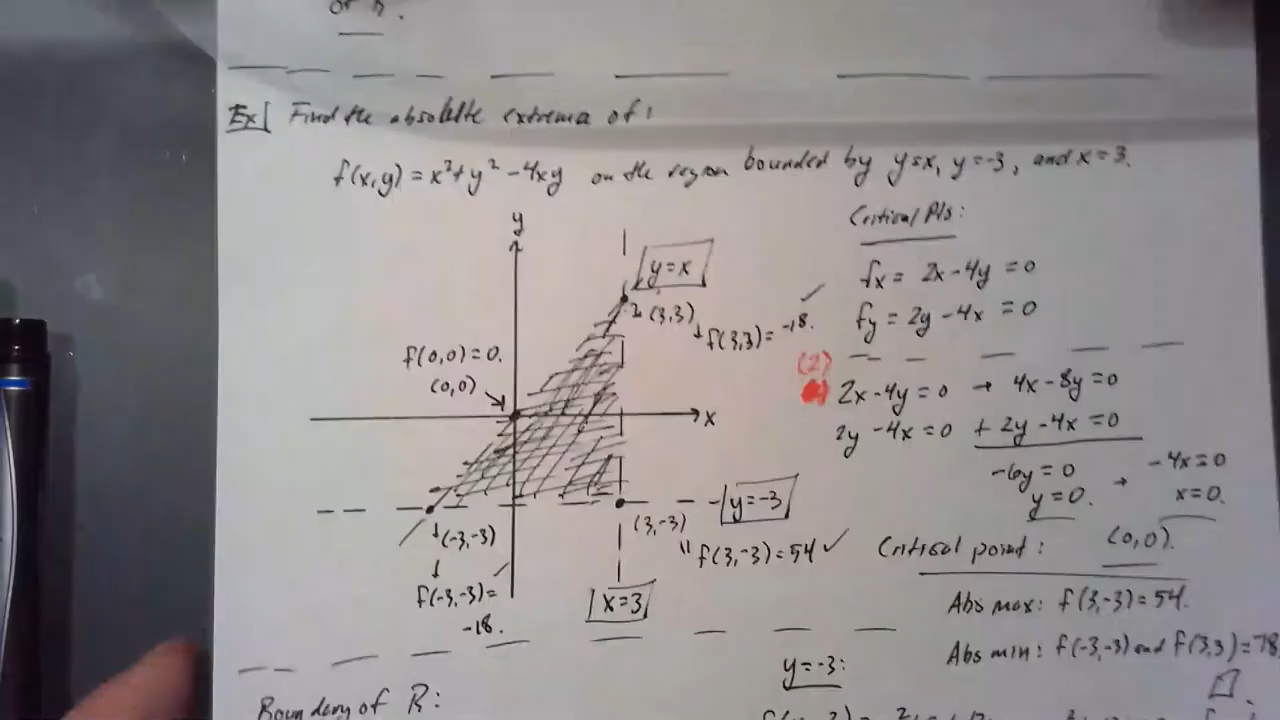 of R.
Ex] Find the absolute extrema of:
f(x,y) = x²+y² -4xy on the region bounded by y=x, y=-3, and x=3.
y
y=x
(3,3)
f(3,3) = -18. ✓
f(0,0)=0.
(0,0)
x
(-3,-3)
f(-3,-3)=
-18.
(3,-3)
y=-3
f(3,-3)=54 ✓
x=3
Critical Pts:
fx = 2x-4y = 0
fy = 2y -4x = 0
(2)
2x-4y=0 → 4x-8y=0
2y -4x=0 + 2y-4x=0
-6y=0 → -4x=0
y=0. x=0.
Critical point: (0,0).
Abs max: f(3,-3)=54.
Abs min: f(-3,-3) and f(3,3)=
Boundary of R:
y=-3: